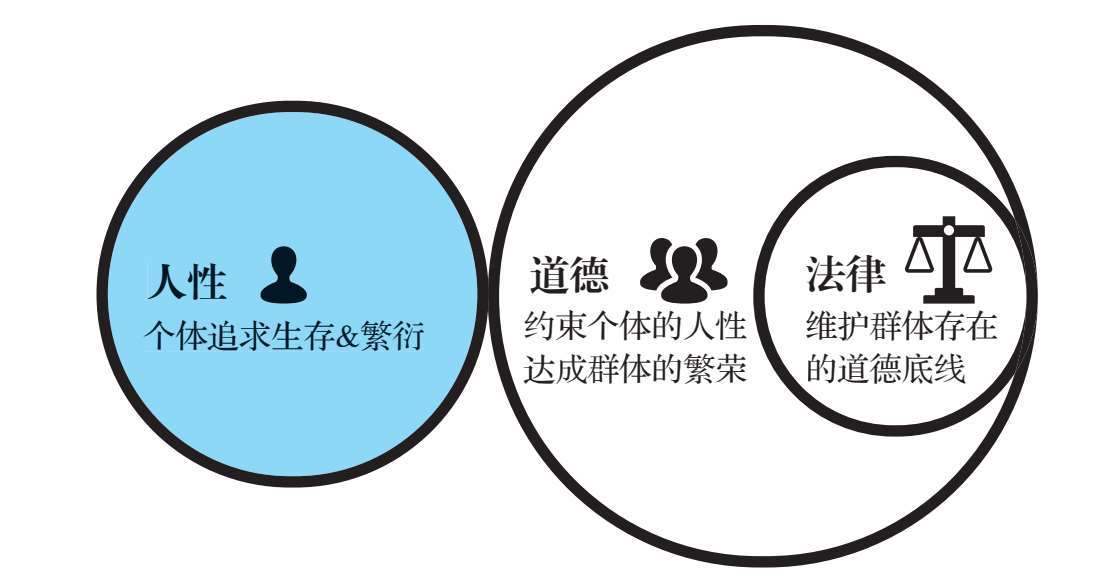 人性
个体追求生存&繁衍
道德
约束个体的人性
达成群体的繁荣
法律
维护群体存在
的道德底线